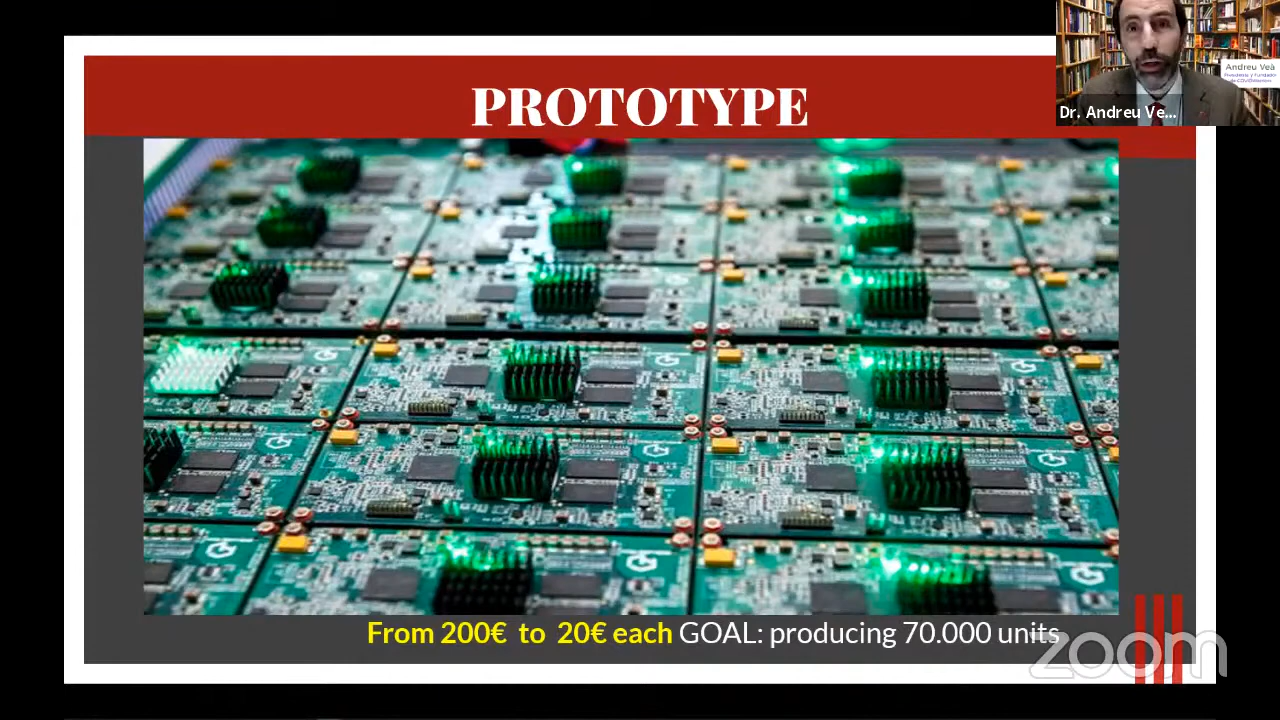 PROTOTYPE
Andreu Veà
Dr. Andreu Ve...
From 200€ to 20€ each GOAL: producing 70.000 units
zoom